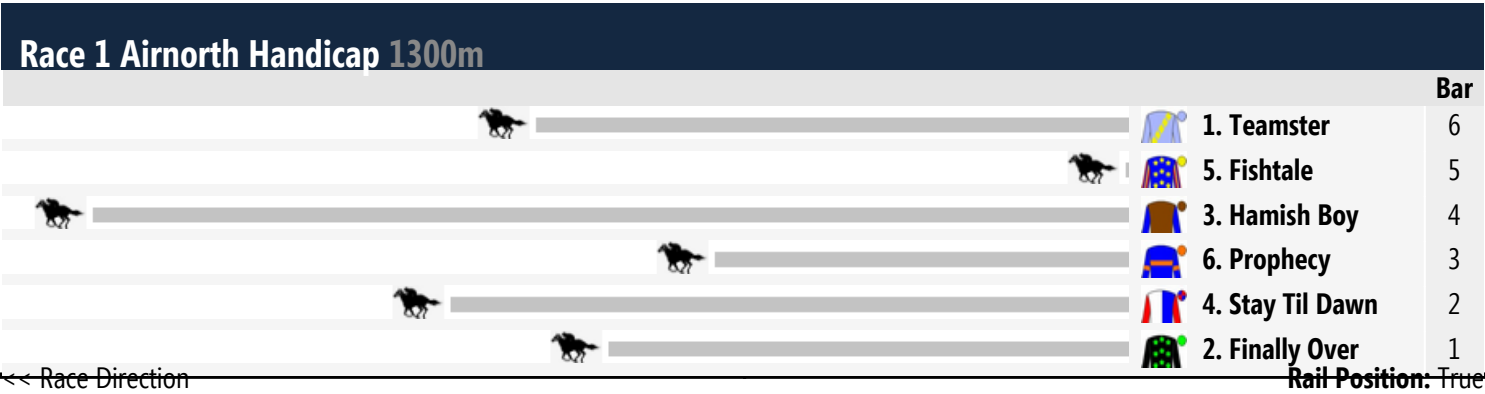 Race 1 Airnorth Handicap 1300m
Bar
1. Teamster 6
5. Fishtale 5
3. Hamish Boy 4
6. Prophecy 3
4. Stay Til Dawn 2
2. Finally Over 1
<< Race Direction Rail Position: True